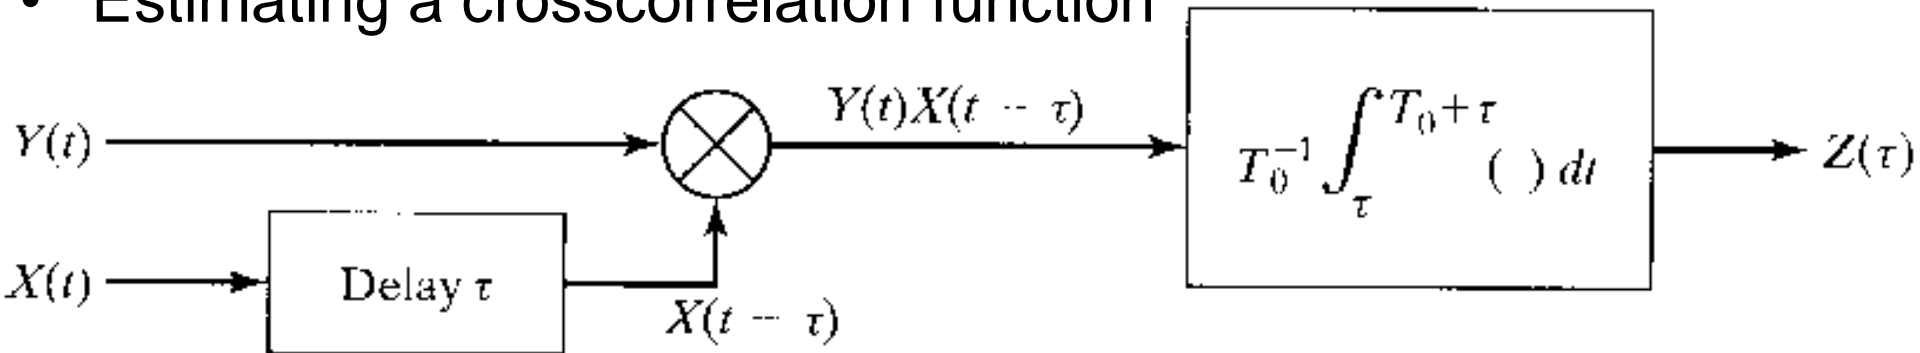 • Estimating a crosscorrelation function
Y(t)
Y(t)X(t − τ)
T₀⁻¹ ∫_τ^{T₀+τ} ( ) dt
Z(τ)
X(t)
Delay τ
X(t − τ)